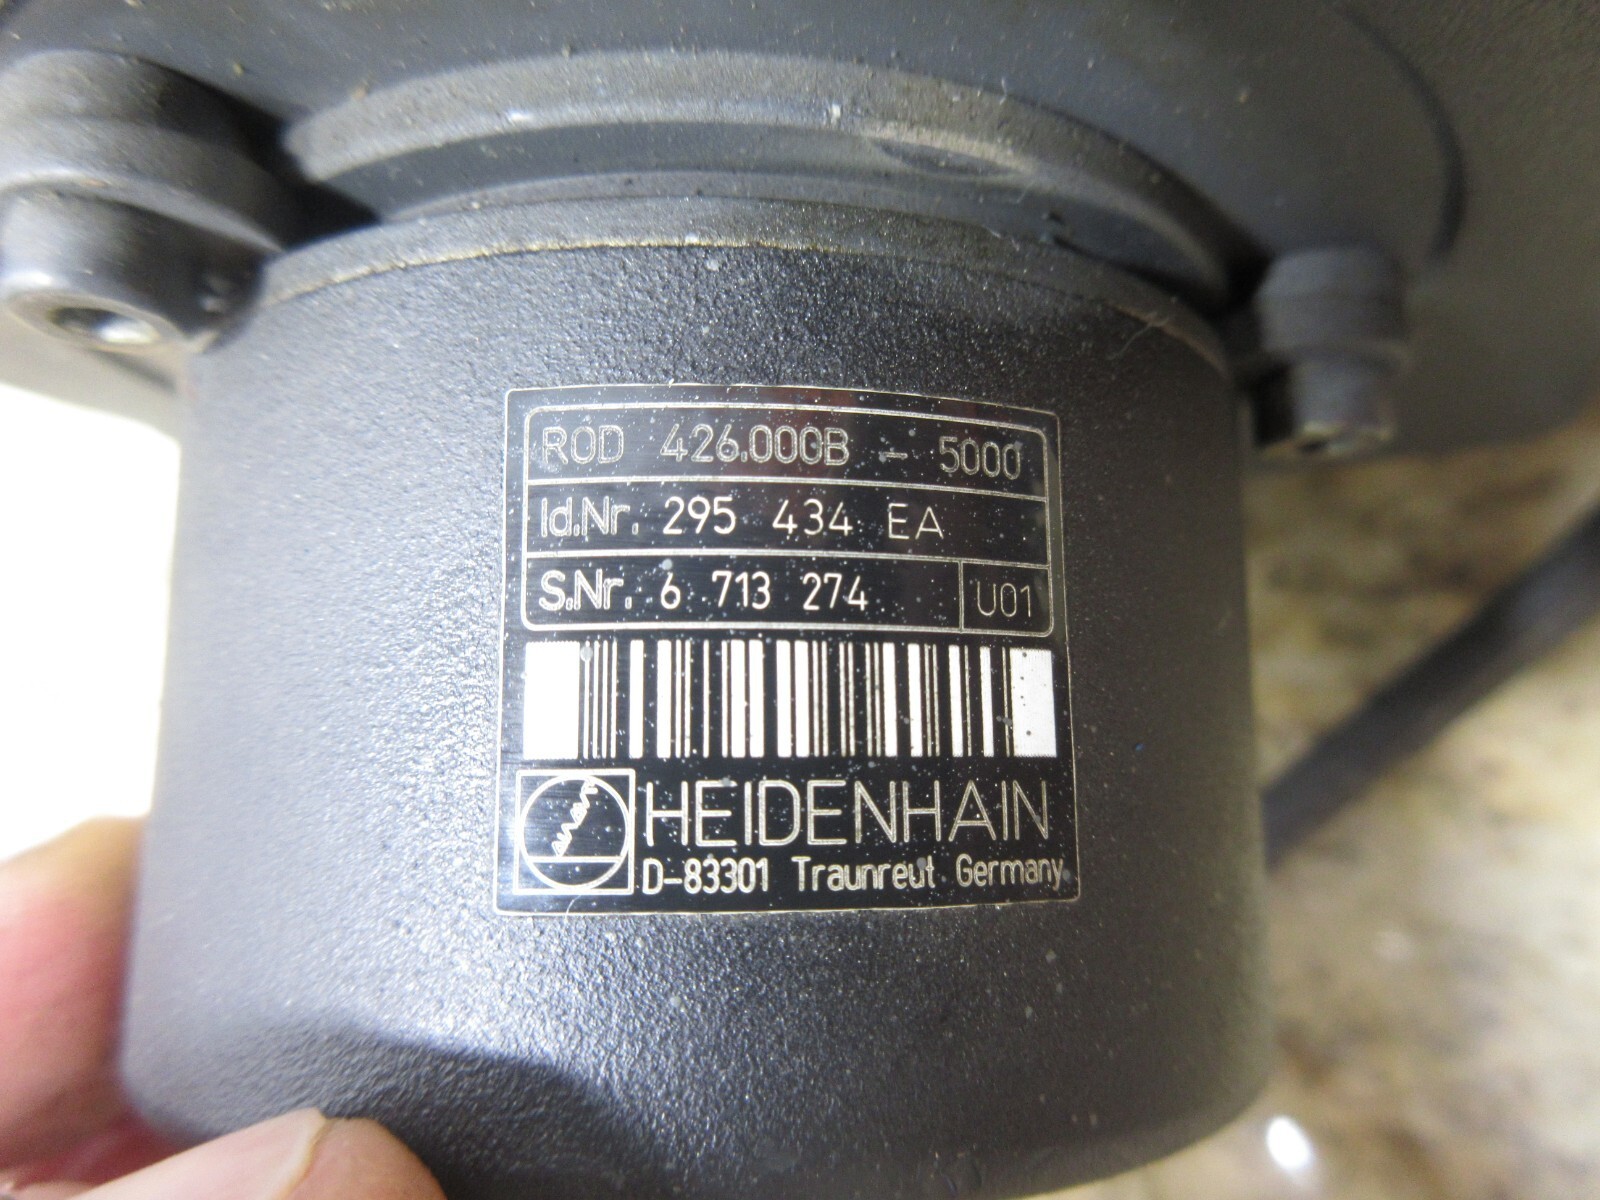 ROD 426.000B - 5000
Id.Nr. 295 434 EA
S.Nr. 6 713 274 U01
HEIDENHAIN
D-83301 Traunreut Germany